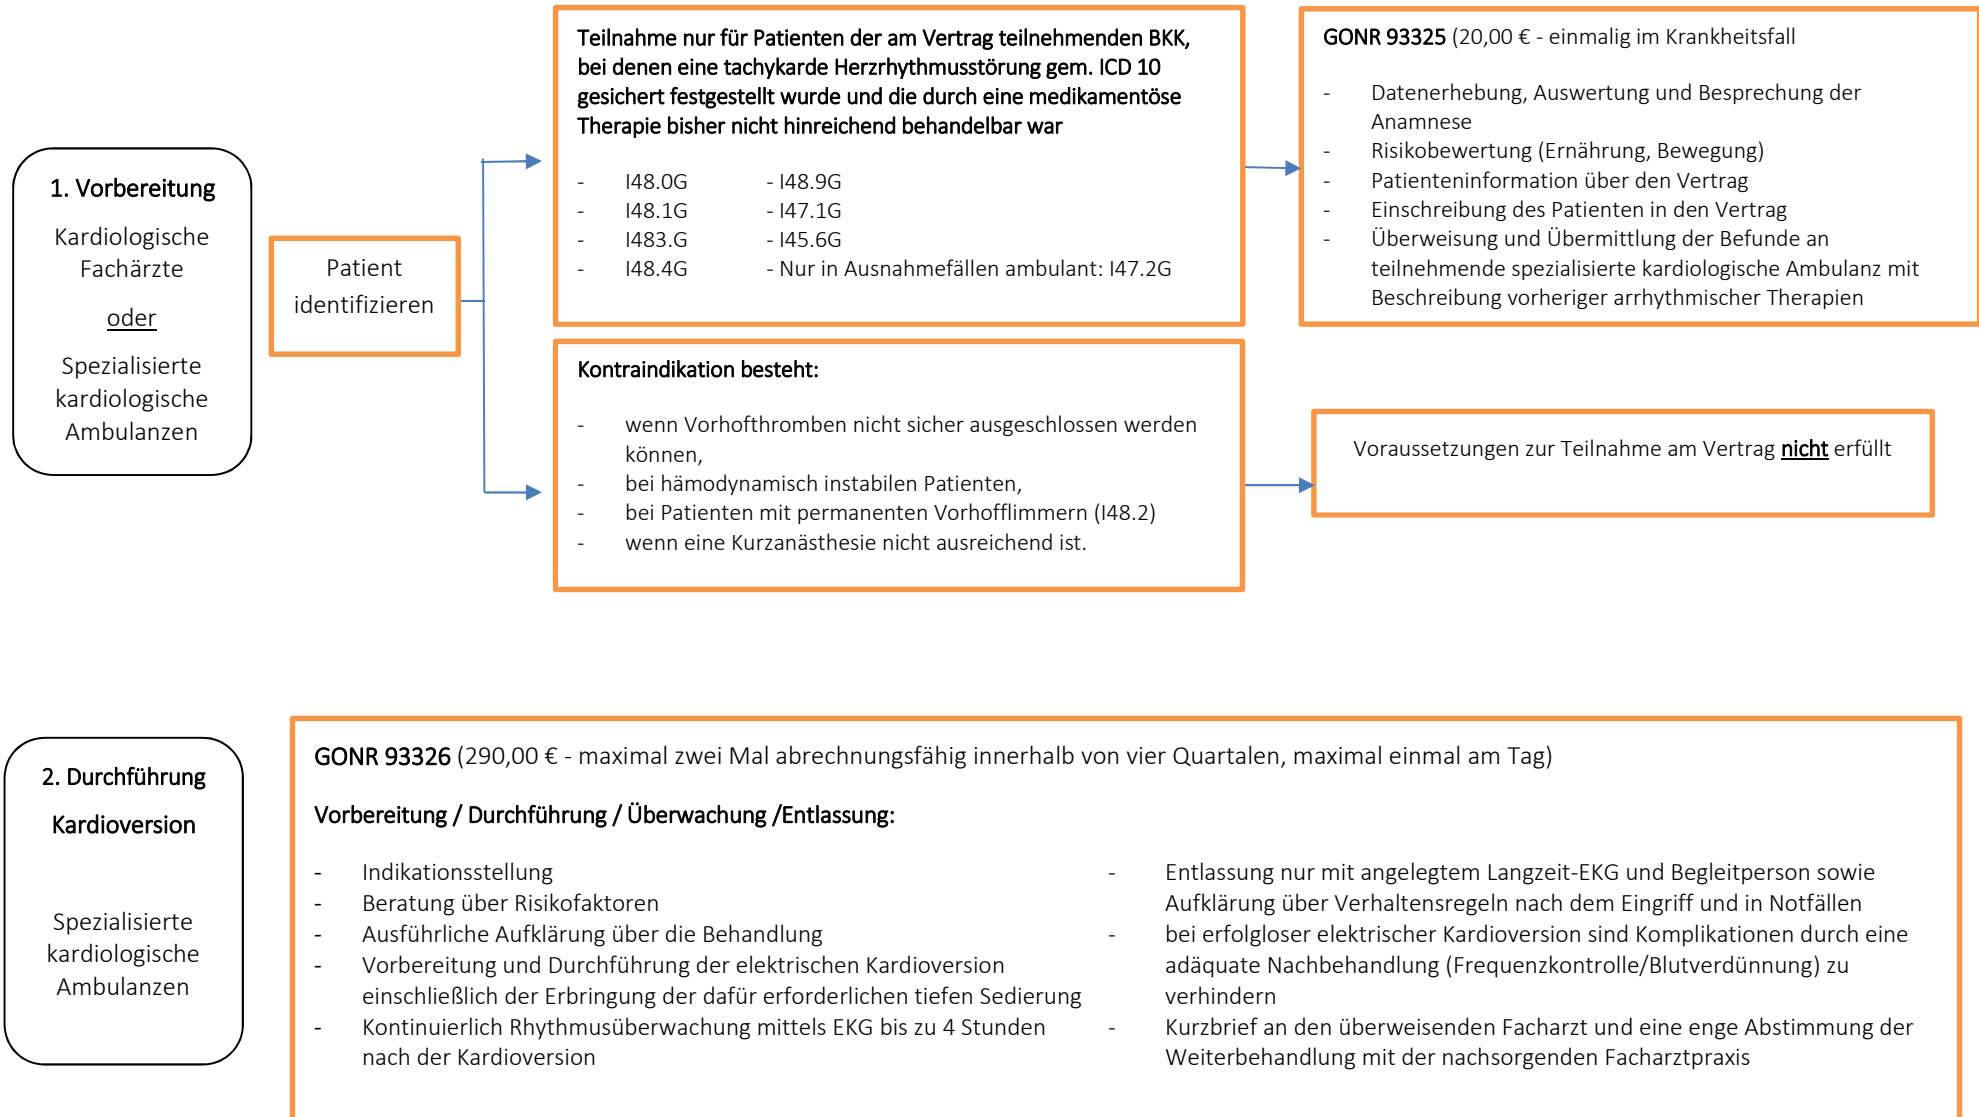 1. Vorbereitung
Kardiologische
Fachärzte
oder
Spezialisierte
kardiologische
Ambulanzen
Patient
identifizieren
Teilnahme nur für Patienten der am Vertrag teilnehmenden BKK,
bei denen eine tachykarde Herzrhythmusstörung gem. ICD 10
gesichert festgestellt wurde und die durch eine medikamentöse
Therapie bisher nicht hinreichend behandelbar war
- I48.0G - I48.9G
- I48.1G - I47.1G
- I483.G - I45.6G
- I48.4G - Nur in Ausnahmefällen ambulant: I47.2G
GONR 93325 (20,00 € - einmalig im Krankheitsfall
- Datenerhebung, Auswertung und Besprechung der
Anamnese
- Risikobewertung (Ernährung, Bewegung)
- Patienteninformation über den Vertrag
- Einschreibung des Patienten in den Vertrag
- Überweisung und Übermittlung der Befunde an
teilnehmende spezialisierte kardiologische Ambulanz mit
Beschreibung vorheriger arrhythmischer Therapien
Kontraindikation besteht:
- wenn Vorhofthromben nicht sicher ausgeschlossen werden
können,
- bei hämodynamisch instabilen Patienten,
- bei Patienten mit permanenten Vorhofflimmern (I48.2)
- wenn eine Kurzanästhesie nicht ausreichend ist.
Voraussetzungen zur Teilnahme am Vertrag nicht erfüllt
2. Durchführung
Kardioversion
Spezialisierte
kardiologische
Ambulanzen
GONR 93326 (290,00 € - maximal zwei Mal abrechnungsfähig innerhalb von vier Quartalen, maximal einmal am Tag)
Vorbereitung / Durchführung / Überwachung /Entlassung:
- Indikationsstellung
- Beratung über Risikofaktoren
- Ausführliche Aufklärung über die Behandlung
- Vorbereitung und Durchführung der elektrischen Kardioversion
einschließlich der Erbringung der dafür erforderlichen tiefen Sedierung
- Kontinuierlich Rhythmusüberwachung mittels EKG bis zu 4 Stunden
nach der Kardioversion
- Entlassung nur mit angelegtem Langzeit-EKG und Begleitperson sowie
Aufklärung über Verhaltensregeln nach dem Eingriff und in Notfällen
- bei erfolgloser elektrischer Kardioversion sind Komplikationen durch eine
adäquate Nachbehandlung (Frequenzkontrolle/Blutverdünnung) zu
verhindern
- Kurzbrief an den überweisenden Facharzt und eine enge Abstimmung der
Weiterbehandlung mit der nachsorgenden Facharztpraxis